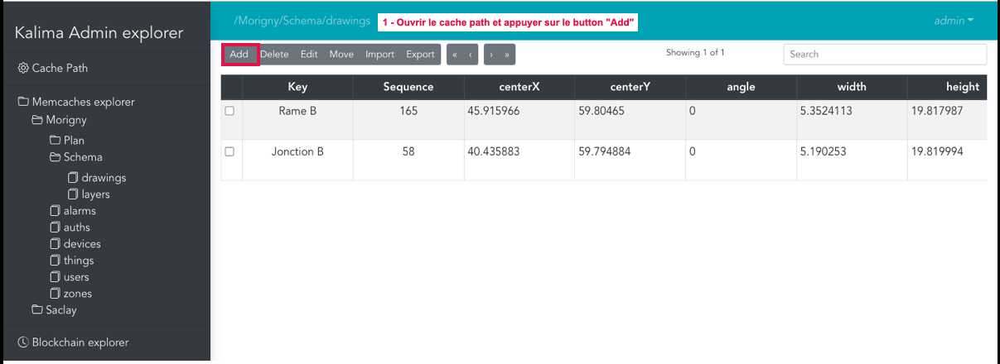 Kalima Admin explorer
Cache Path
Memcaches explorer
Morigny
Plan
Schema
drawings
layers
alarms
auths
devices
things
users
zones
Saclay
Blockchain explorer
/Morigny/Schema/drawings 1 - Ouvrir le cache path et appuyer sur le button "Add" admin
Add Delete Edit Move Import Export « ‹ › » Showing 1 of 1 Search
Key Sequence centerX centerY angle width height
Rame B 165 45.915966 59.80465 0 5.3524113 19.817987
Jonction B 58 40.435883 59.794884 0 5.190253 19.819994